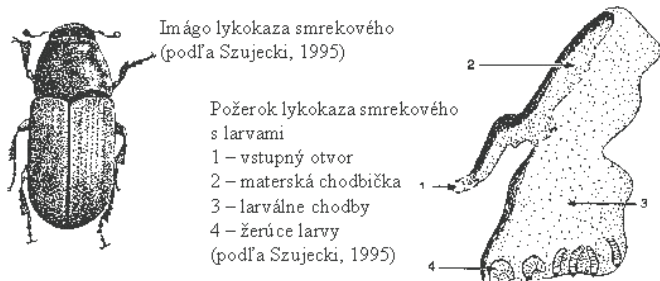 Imágo lykokaza smrekového
(podľa Szujecki, 1995)
Požerok lykokaza smrekového
s larvami
1 – vstupný otvor
2 – materská chodbička
3 – larválne chodby
4 – žerúce larvy
(podľa Szujecki, 1995)
2
1
3
4